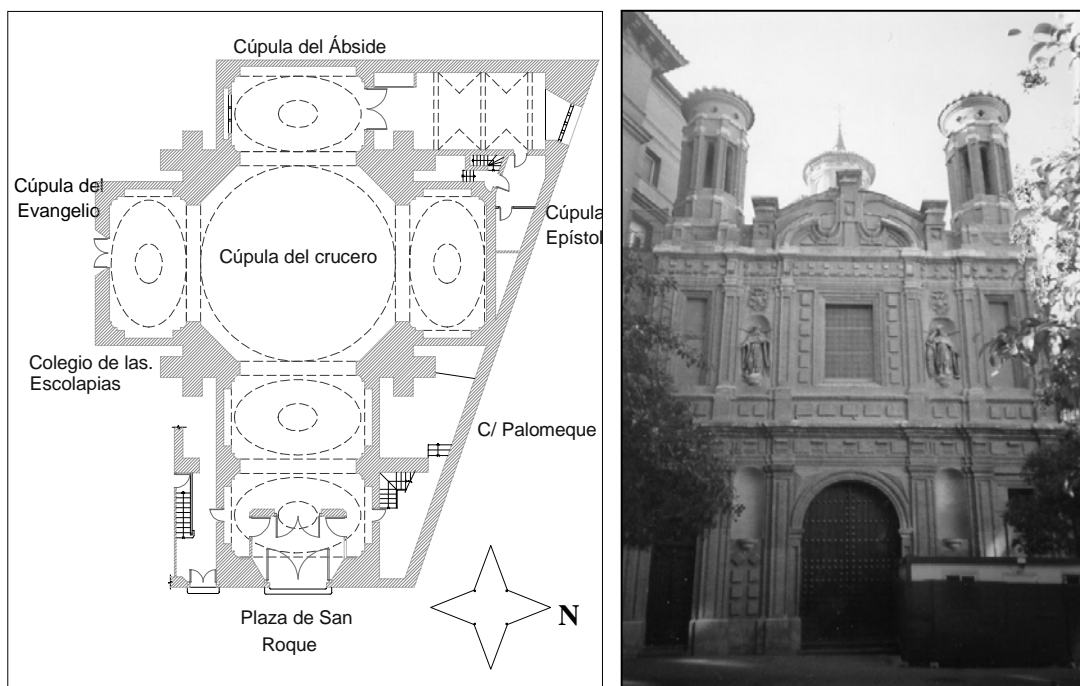 Cúpula del Ábside
Cúpula del
Evangelio
Cúpula del crucero
Cúpula
Epístol
Colegio de las.
Escolapias
C/ Palomeque
Plaza de San
Roque
N